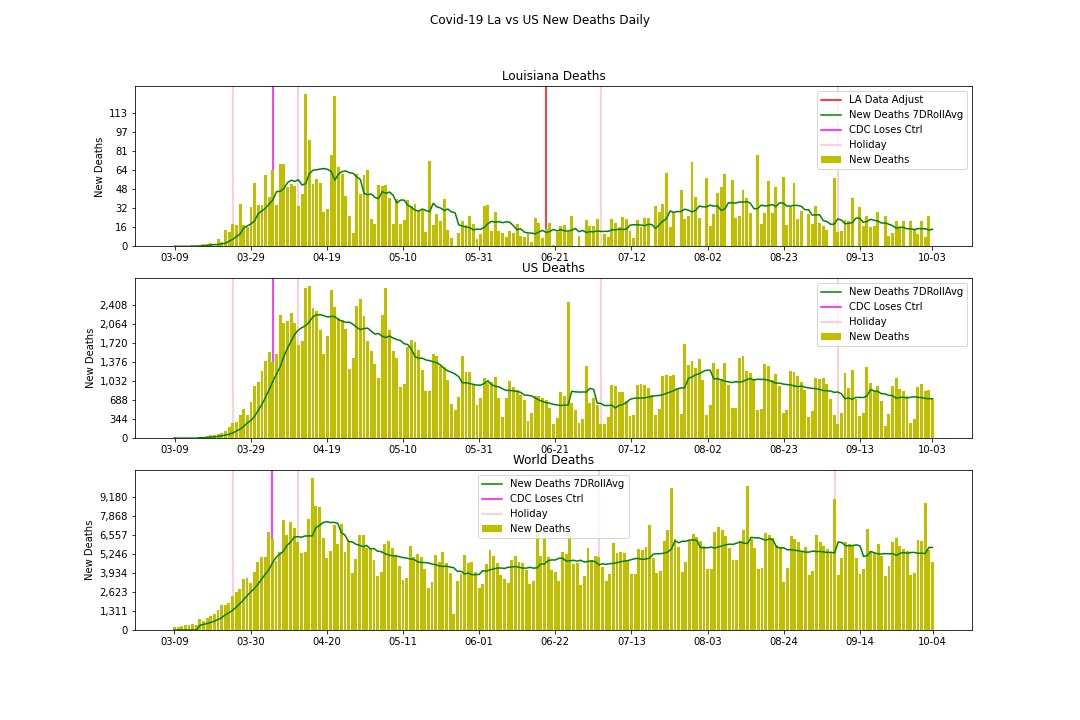 Covid-19 La vs US New Deaths Daily
Louisiana Deaths
New Deaths
113
97
81
64
48
32
16
0
LA Data Adjust
New Deaths 7DRollAvg
CDC Loses Ctrl
Holiday
New Deaths
03-09 03-29 04-19 05-10 05-31 06-21 07-12 08-02 08-23 09-13 10-03
US Deaths
New Deaths
2,408
2,064
1,720
1,376
1,032
688
344
0
New Deaths 7DRollAvg
CDC Loses Ctrl
Holiday
New Deaths
03-09 03-29 04-19 05-10 05-31 06-21 07-12 08-02 08-23 09-13 10-03
World Deaths
New Deaths
9,180
7,868
6,557
5,246
3,934
2,623
1,311
0
New Deaths 7DRollAvg
CDC Loses Ctrl
Holiday
New Deaths
03-09 03-30 04-20 05-11 06-01 06-22 07-13 08-03 08-24 09-14 10-04